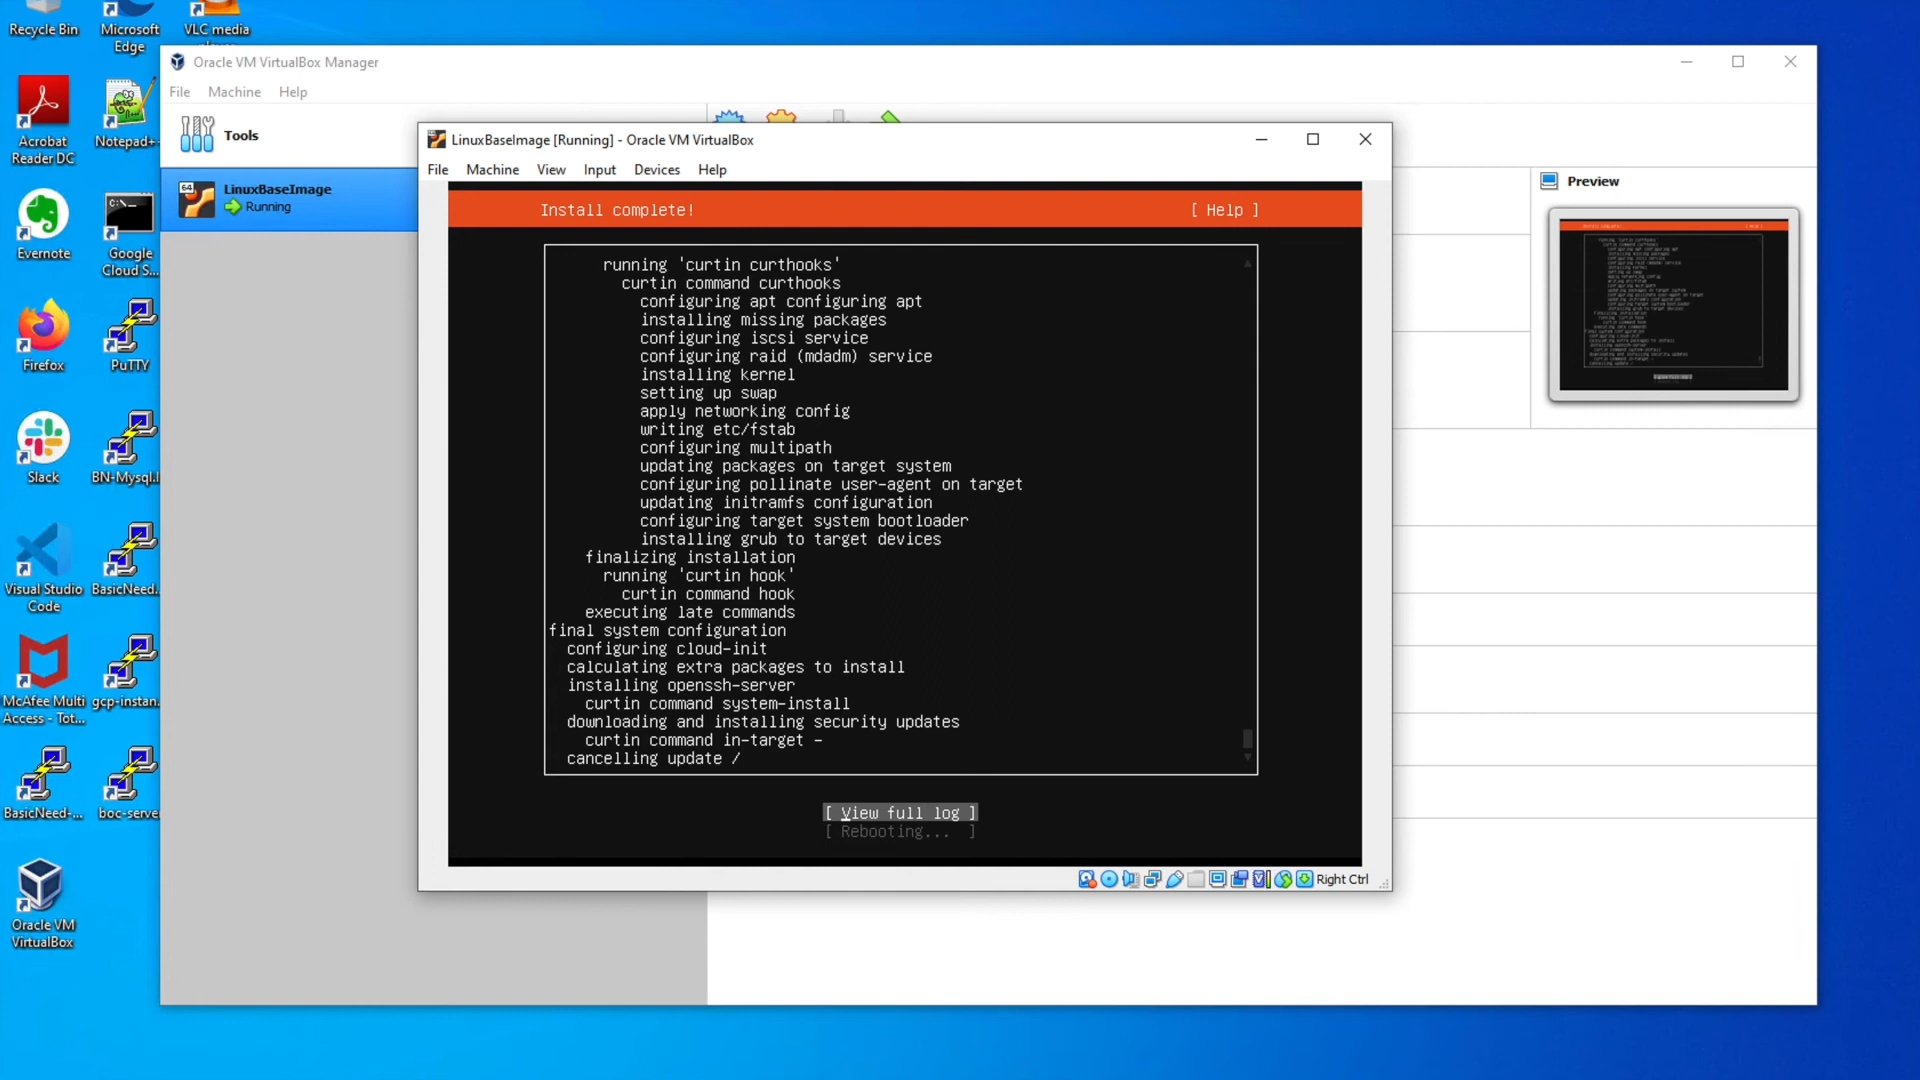 Recycle Bin
Microsoft
Edge
VLC media
Acrobat
Reader DC
Notepad+
Evernote
Google
Cloud S...
Firefox
PuTTY
Slack
BN-Mysql.
Visual Studio
Code
BasicNeed.
McAfee Multi
Access - Tot...
gcp-instan.
BasicNeed-...
boc-server
Oracle VM
VirtualBox
Oracle VM VirtualBox Manager
File Machine Help
Tools
64
LinuxBaseImage
Running
Preview
LinuxBaseImage [Running] - Oracle VM VirtualBox
File Machine View Input Devices Help
Install complete! [ Help ]
running 'curtin curthooks'
curtin command curthooks
configuring apt configuring apt
installing missing packages
configuring iscsi service
configuring raid (mdadm) service
installing kernel
setting up swap
apply networking config
writing etc/fstab
configuring multipath
updating packages on target system
configuring pollinate user-agent on target
updating initramfs configuration
configuring target system bootloader
installing grub to target devices
finalizing installation
running 'curtin hook'
curtin command hook
executing late commands
final system configuration
configuring cloud-init
calculating extra packages to install
installing openssh-server
curtin command system-install
downloading and installing security updates
curtin command in-target -
cancelling update /
[ View full log ]
[ Rebooting... ]
Right Ctrl